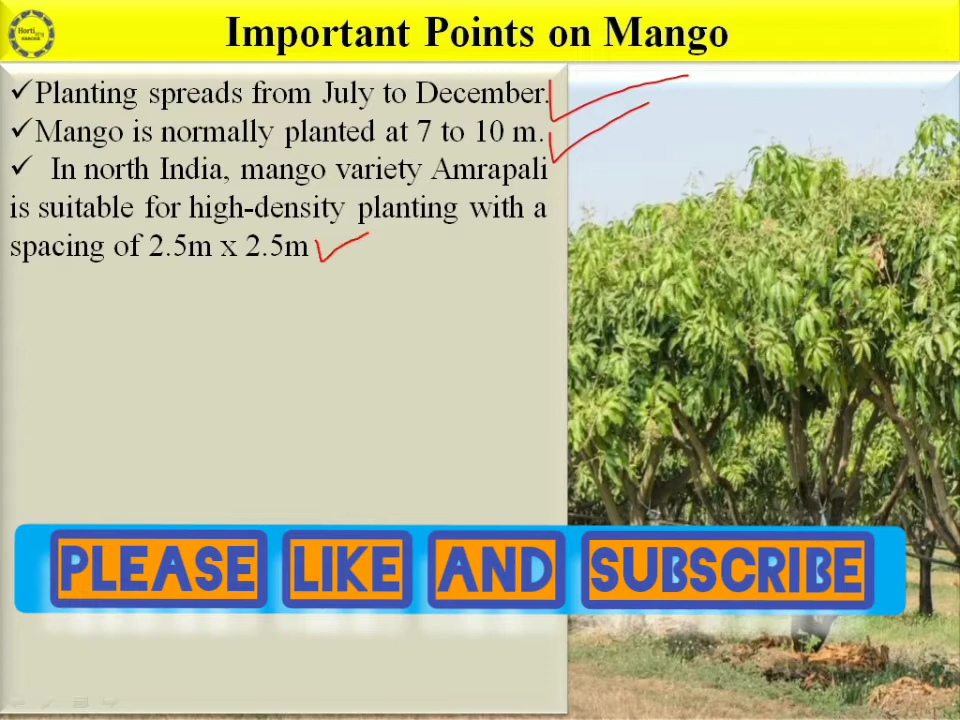 Horti
Important Points on Mango
✓Planting spreads from July to December.
✓Mango is normally planted at 7 to 10 m.
✓ In north India, mango variety Amrapali
is suitable for high-density planting with a
spacing of 2.5m x 2.5m
PLEASE LIKE AND SUBSCRIBE